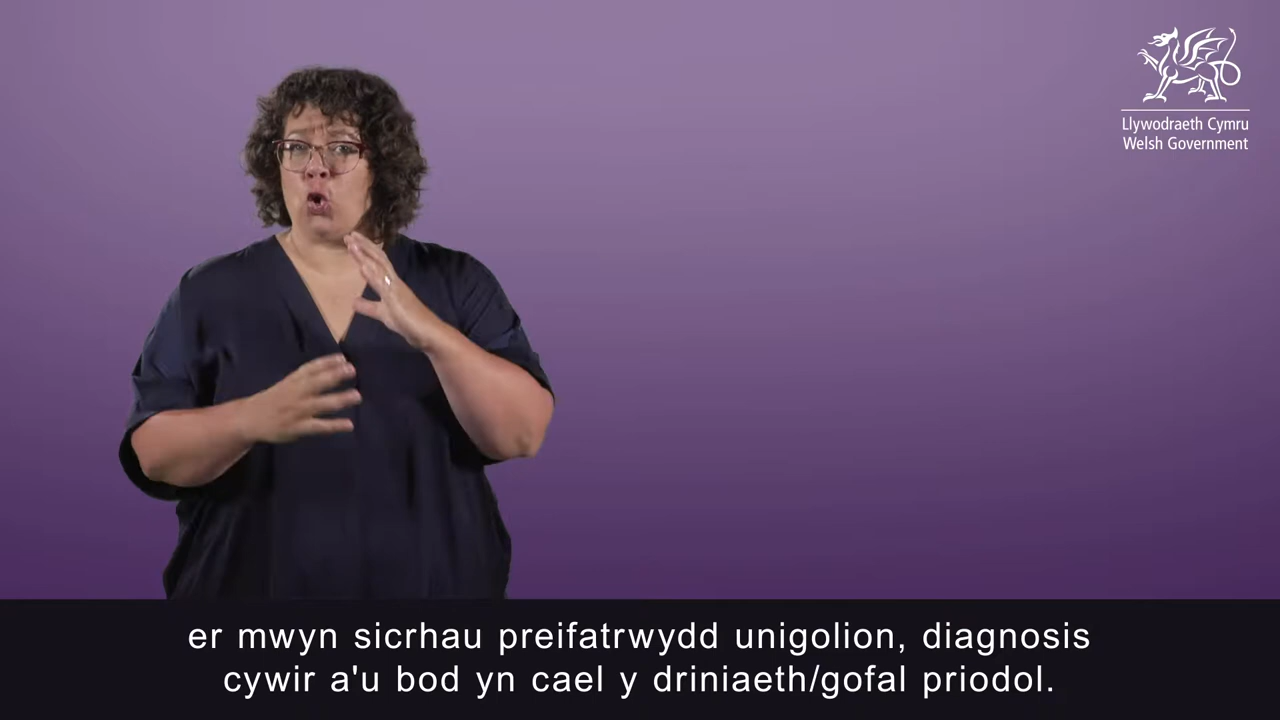 Llywodraeth Cymru
Welsh Government
er mwyn sicrhau preifatrwydd unigolion, diagnosis
cywir a'u bod yn cael y driniaeth/gofal priodol.